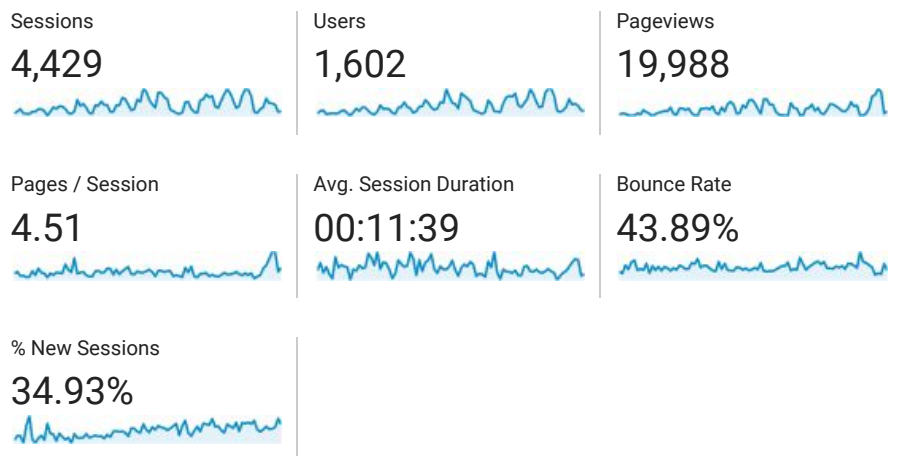 Sessions
4,429
Users
1,602
Pageviews
19,988
Pages / Session
4.51
Avg. Session Duration
00:11:39
Bounce Rate
43.89%
% New Sessions
34.93%